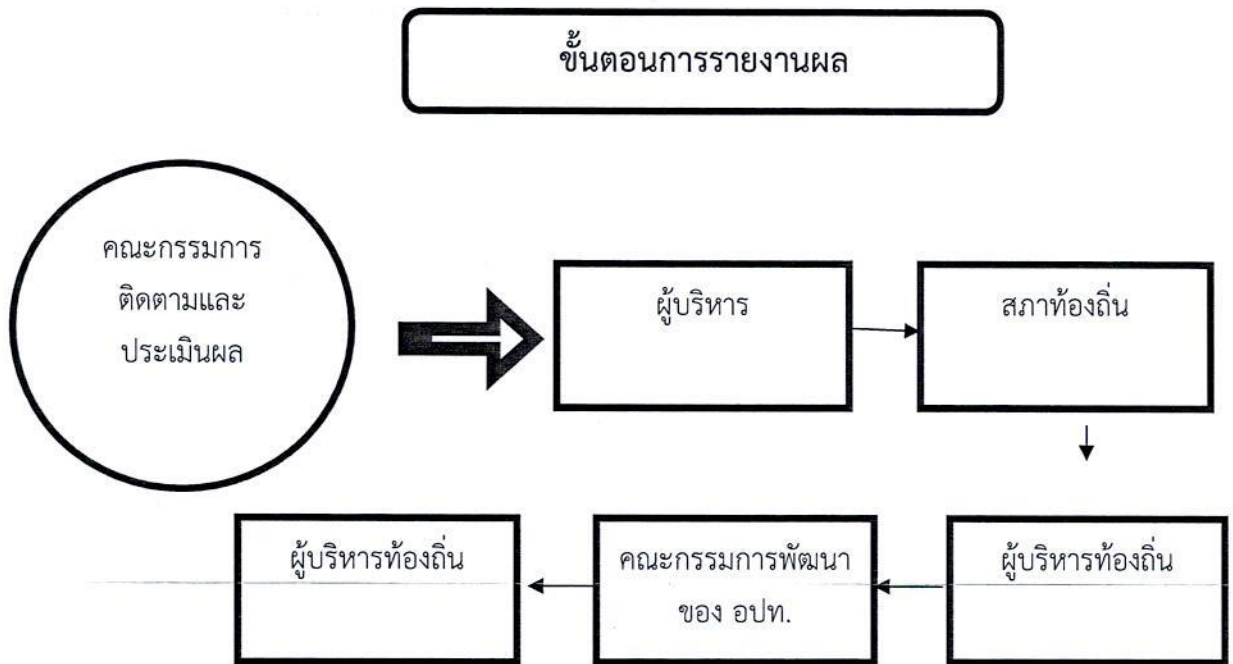 ขั้นตอนการรายงานผล
คณะกรรมการ
ติดตามและ
ประเมินผล
ผู้บริหาร
สภาท้องถิ่น
ผู้บริหารท้องถิ่น
คณะกรรมการพัฒนา
ของ อปท.
ผู้บริหารท้องถิ่น